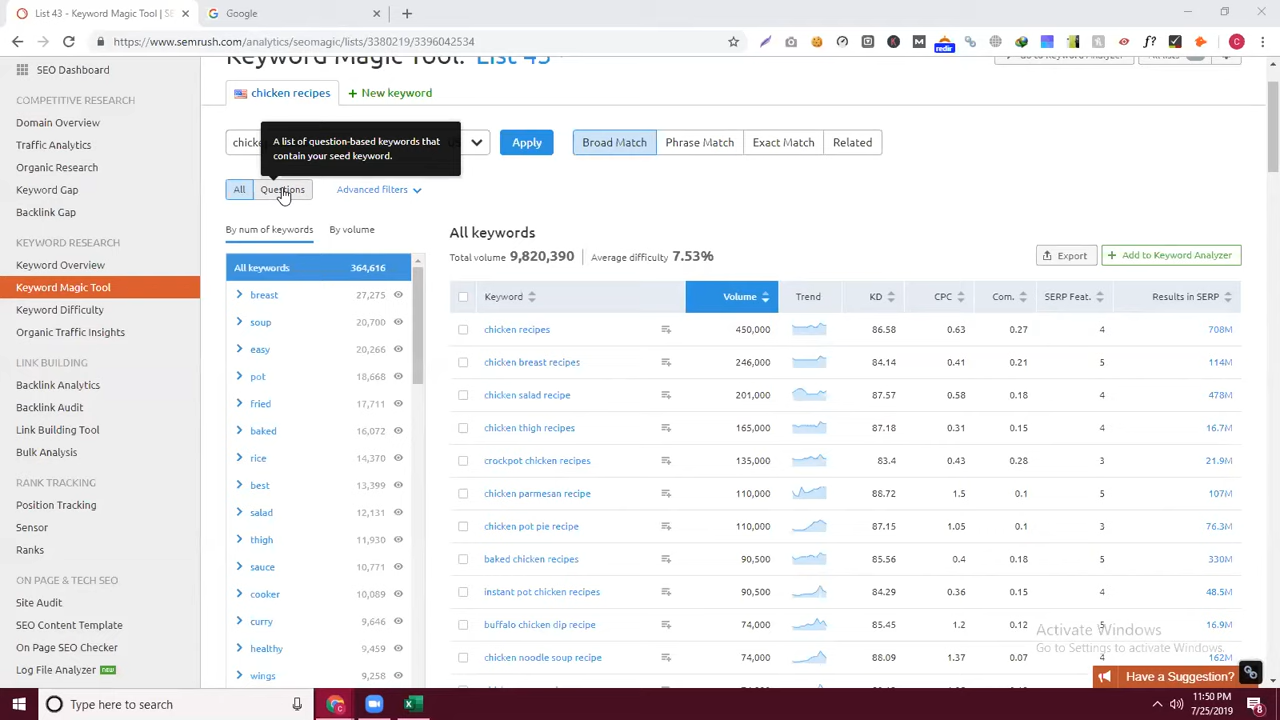 List 43 - Keyword Magic Tool | S
Google
https://www.semrush.com/analytics/seomagic/lists/3380219/3396042534
redir
SEO Dashboard
COMPETITIVE RESEARCH
Domain Overview
Traffic Analytics
Organic Research
Keyword Gap
Backlink Gap
KEYWORD RESEARCH
Keyword Overview
Keyword Magic Tool
Keyword Difficulty
Organic Traffic Insights
LINK BUILDING
Backlink Analytics
Backlink Audit
Link Building Tool
Bulk Analysis
RANK TRACKING
Position Tracking
Sensor
Ranks
ON PAGE & TECH SEO
Site Audit
SEO Content Template
On Page SEO Checker
Log File Analyzer new
Keyword Magic Tool: List 43
chicken recipes
+ New keyword
A list of question-based keywords that
contain your seed keyword.
Apply
Broad Match Phrase Match Exact Match Related
All Questions Advanced filters
By num of keywords By volume
All keywords 364,616
breast 27,275
soup 20,700
easy 20,266
pot 18,668
fried 17,711
baked 16,072
rice 14,370
best 13,399
salad 12,131
thigh 11,930
sauce 10,771
cooker 10,089
curry 9,646
healthy 9,459
wings 9,258
All keywords
Total volume 9,820,390 Average difficulty 7.53%
Export
+ Add to Keyword Analyzer
Keyword Volume Trend KD CPC Com. SERP Feat. Results in SERP
chicken recipes 450,000 86.58 0.63 0.27 4 708M
chicken breast recipes 246,000 84.14 0.41 0.21 5 114M
chicken salad recipe 201,000 87.57 0.58 0.18 4 478M
chicken thigh recipes 165,000 87.18 0.31 0.15 4 16.7M
crockpot chicken recipes 135,000 83.4 0.43 0.28 3 21.9M
chicken parmesan recipe 110,000 88.72 1.5 0.1 5 107M
chicken pot pie recipe 110,000 87.15 1.05 0.1 3 76.3M
baked chicken recipes 90,500 85.56 0.4 0.18 5 330M
instant pot chicken recipes 90,500 84.29 0.36 0.15 4 48.5M
buffalo chicken dip recipe 74,000 85.45 1.2 0.12 5 16.9M
chicken noodle soup recipe 74,000 88.09 1.37 0.07 4 162M
Activate Windows
Go to Settings to activate Windows.
Have a Suggestion?
Type here to search
11:50 PM
7/25/2019